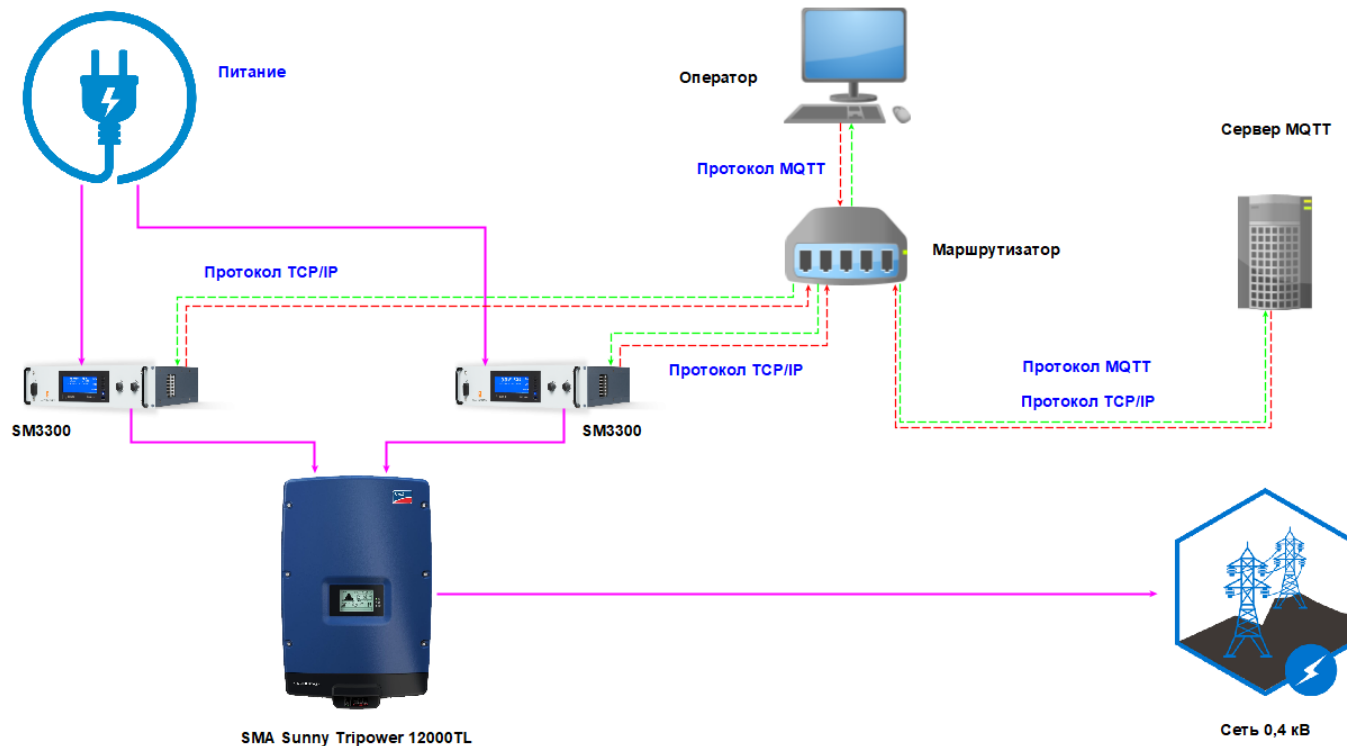 Питание
Оператор
Сервер MQTT
Протокол MQTT
Маршрутизатор
Протокол TCP/IP
Протокол TCP/IP
Протокол MQTT
Протокол TCP/IP
SM3300
SM3300
SMA Sunny Tripower 12000TL
Сеть 0,4 кВ